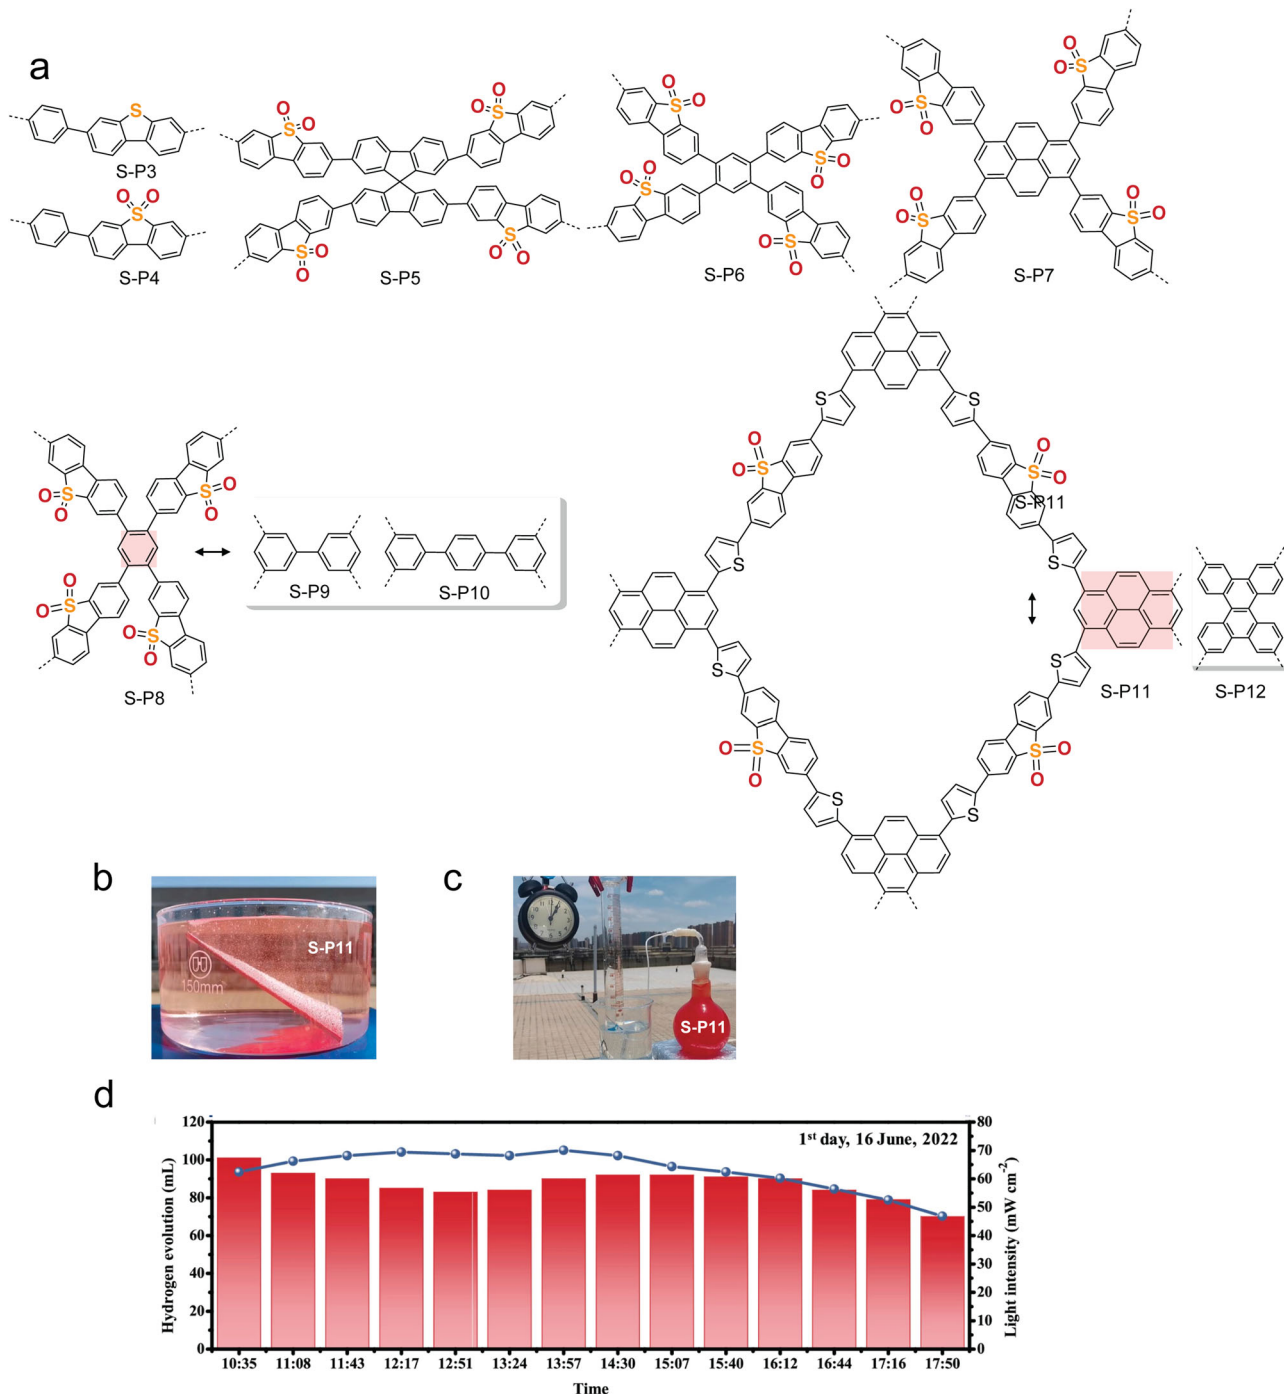 a
S
S-P3
O O
S
S-P4
O
S
O
O
O
S
O
S
O
O
S
O
O
S-P5
O
S
O
O
S
O
S
O
O
O
S
O
S-P6
O
S
O
O
S
O
O
S
O
S
O
O
S-P7
O
S
O
S
O
O
O
S
O
O
S
O
S-P8
S-P9
S-P10
S
S
O
O
S
O
O
S
S-P11
S
S
S
S
O
S
O
S
O
O
S
S
S-P11
S-P12
b
S-P11
150mm
c
S-P11
d
1st day, 16 June, 2022
Hydrogen evolution (mL)
120
100
80
60
40
20
0
Light intensity (mW cm-2)
80
70
60
50
40
30
20
10
0
10:35 11:08 11:43 12:17 12:51 13:24 13:57 14:30 15:07 15:40 16:12 16:44 17:16 17:50
Time